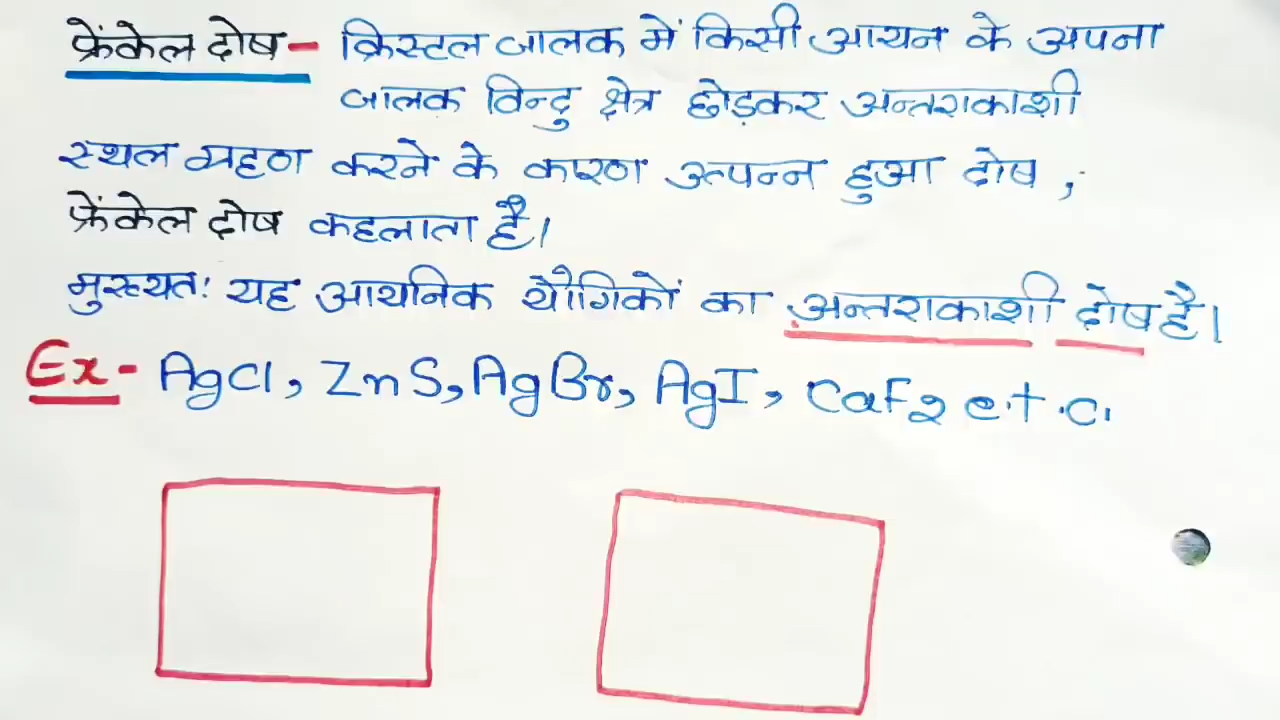 फ्रेंकेल दोष - क्रिस्टल जालक में किसी आयन के अपना
जालक विन्दु क्षेत्र छोड़कर अन्तराकाशी
स्थल ग्रहण करने के कारण उत्पन्न हुआ दोष ,
फ्रेंकेल दोष कहलाता है।
मुख्यतः यह आयनिक यौगिकों का अन्तराकाशी दोष है।
Ex - AgCl, ZnS, AgBr, AgI, CaF2 e.t.c.